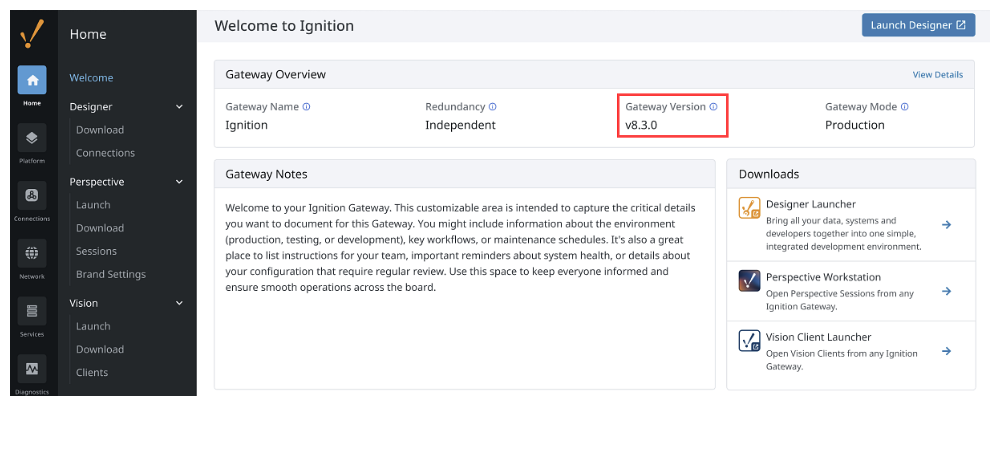 Home
Platform
Connections
Network
Services
Diagnostics
Home
Welcome
Designer
Download
Connections
Perspective
Launch
Download
Sessions
Brand Settings
Vision
Launch
Download
Clients
Welcome to Ignition
Launch Designer
Gateway Overview
View Details
Gateway Name
Ignition
Redundancy
Independent
Gateway Version
v8.3.0
Gateway Mode
Production
Gateway Notes
Welcome to your Ignition Gateway. This customizable area is intended to capture the critical details
you want to document for this Gateway. You might include information about the environment
(production, testing, or development), key workflows, or maintenance schedules. It's also a great
place to list instructions for your team, important reminders about system health, or details about
your configuration that require regular review. Use this space to keep everyone informed and
ensure smooth operations across the board.
Downloads
Designer Launcher
Bring all your data, systems and
developers together into one simple,
integrated development environment.
Perspective Workstation
Open Perspective Sessions from any
Ignition Gateway.
Vision Client Launcher
Open Vision Clients from any Ignition
Gateway.